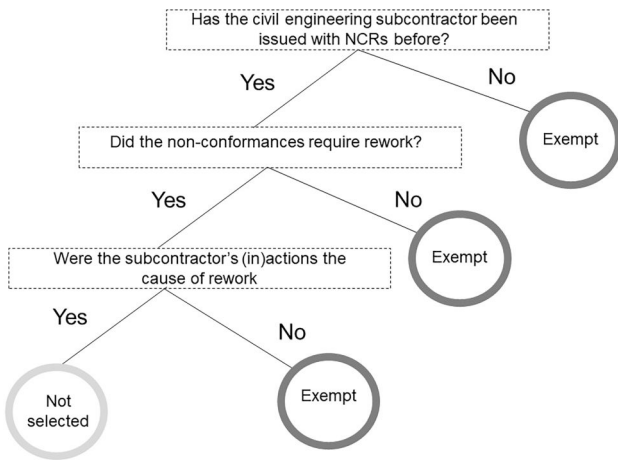 Has the civil engineering subcontractor been
issued with NCRs before?
Yes
No
Exempt
Did the non-conformances require rework?
Yes
No
Exempt
Were the subcontractor's (in)actions the
cause of rework
Yes
No
Not
selected
Exempt